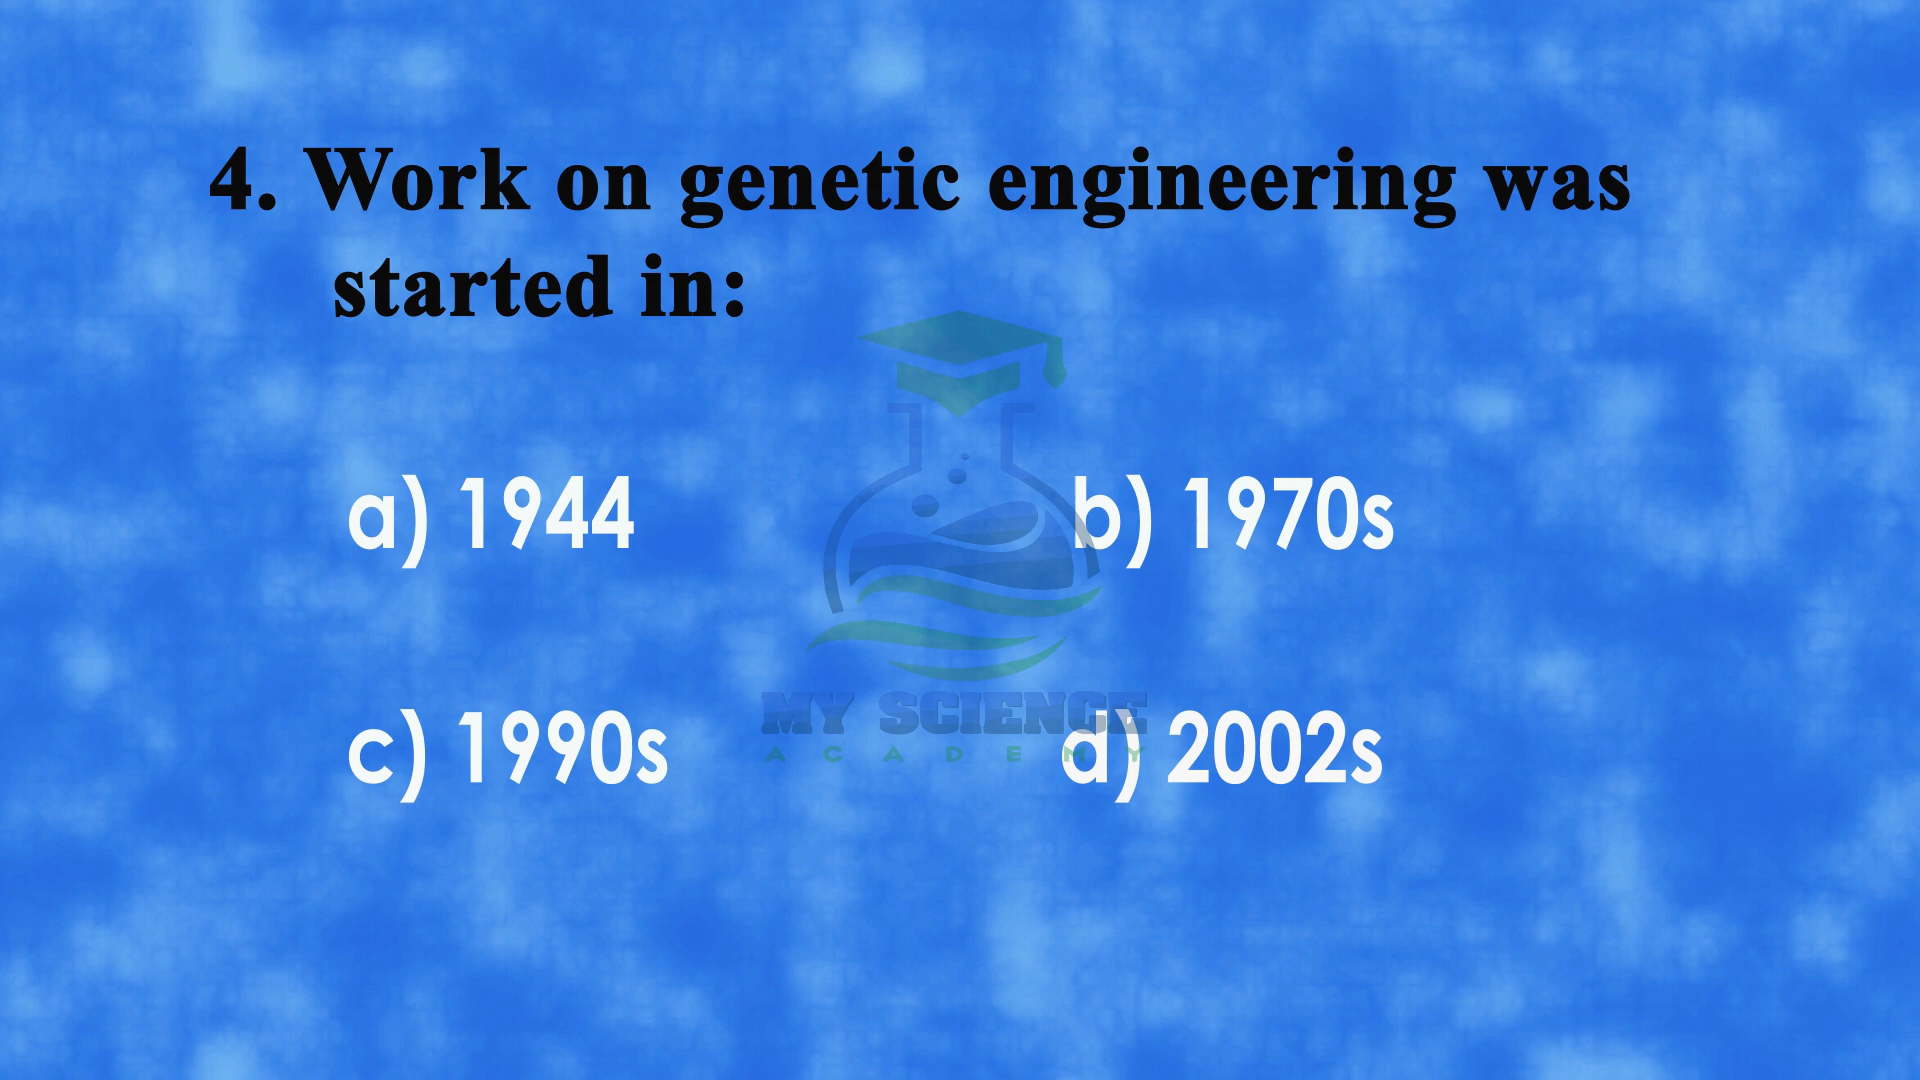 4. Work on genetic engineering was
started in:
a) 1944
b) 1970s
c) 1990s
d) 2002s
MY SCIENCE
ACADEMY